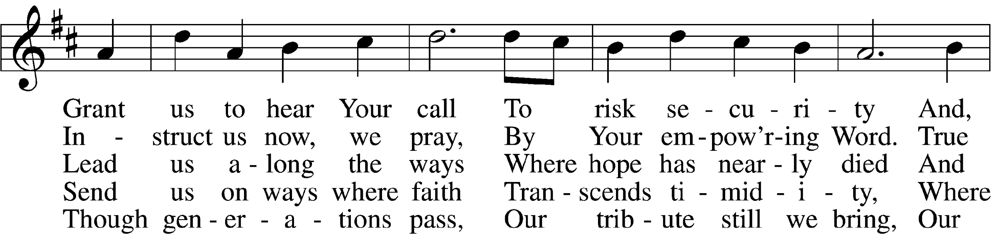 Grant us to hear Your call To risk se - cu - ri - ty And,
In - struct us now, we pray, By Your em - pow'r - ing Word. True
Lead us a - long the ways Where hope has near - ly died And
Send us on ways where faith Tran - scends ti - mid - i - ty, Where
Though gen - er - a - tions pass, Our trib - ute still we bring, Our